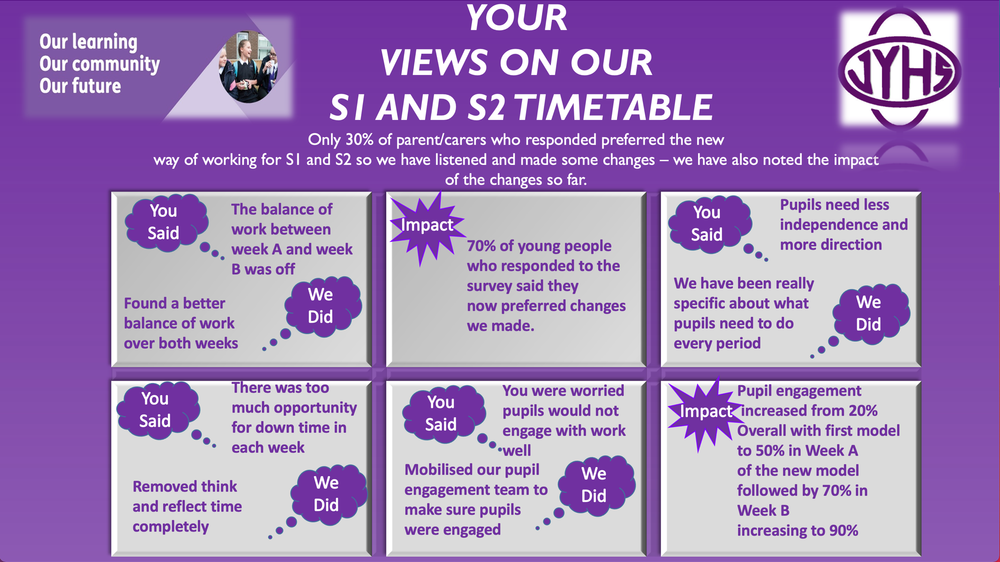 Our learning
Our community
Our future
YOUR
VIEWS ON OUR
S1 AND S2 TIMETABLE
JYHS
Only 30% of parent/carers who responded preferred the new
way of working for S1 and S2 so we have listened and made some changes – we have also noted the impact
of the changes so far.
You
Said
The balance of
work between
week A and week
B was off
We
Did
Found a better
balance of work
over both weeks
Impact
70% of young people
who responded to the
survey said they
now preferred changes
we made.
You
Said
Pupils need less
independence and
more direction
We have been really
specific about what
pupils need to do
every period
We
Did
You
Said
There was too
much opportunity
for down time in
each week
Removed think
and reflect time
completely
We
Did
You
Said
You were worried
pupils would not
engage with work
well
Mobilised our pupil
engagement team to
make sure pupils
were engaged
We
Did
Impact
Pupil engagement
increased from 20%
Overall with first model
to 50% in Week A
of the new model
followed by 70% in
Week B
increasing to 90%